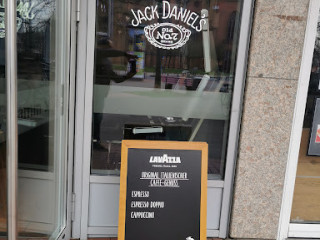 JACK DANIEL'S
OLD
NO.7
LAVAZZA
ORIGINAL ITALIENISCHER
CAFFÈ-GENUSS
ESPRESSO
ESPRESSO DOPPIO
CAPPUCCINO